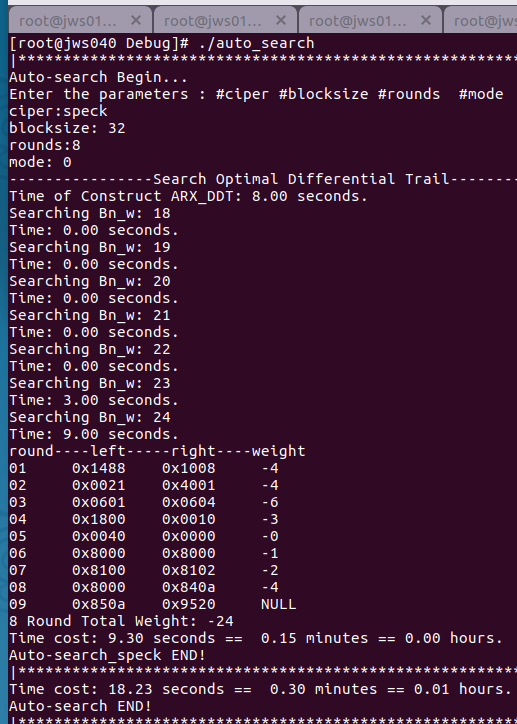 root@jws01... × root@jws01... × root@jws01... × root@jws
[root@jws040 Debug]# ./auto_search
|************************************************************
Auto-search Begin...
Enter the parameters : #ciper #blocksize #rounds  #mode
ciper:speck
blocksize: 32
rounds:8
mode: 0
----------------Search Optimal Differential Trail--------
Time of Construct ARX_DDT: 8.00 seconds.
Searching Bn_w: 18
Time: 0.00 seconds.
Searching Bn_w: 19
Time: 0.00 seconds.
Searching Bn_w: 20
Time: 0.00 seconds.
Searching Bn_w: 21
Time: 0.00 seconds.
Searching Bn_w: 22
Time: 0.00 seconds.
Searching Bn_w: 23
Time: 3.00 seconds.
Searching Bn_w: 24
Time: 9.00 seconds.
round----left-----right----weight
01     0x1488    0x1008     -4
02     0x0021    0x4001     -4
03     0x0601    0x0604     -6
04     0x1800    0x0010     -3
05     0x0040    0x0000     -0
06     0x8000    0x8000     -1
07     0x8100    0x8102     -2
08     0x8000    0x840a     -4
09     0x850a    0x9520     NULL
8 Round Total Weight: -24
Time cost: 9.30 seconds ==  0.15 minutes == 0.00 hours.
Auto-search_speck END!
|************************************************************
Time cost: 18.23 seconds ==  0.30 minutes == 0.01 hours.
Auto-search END!
|************************************************************